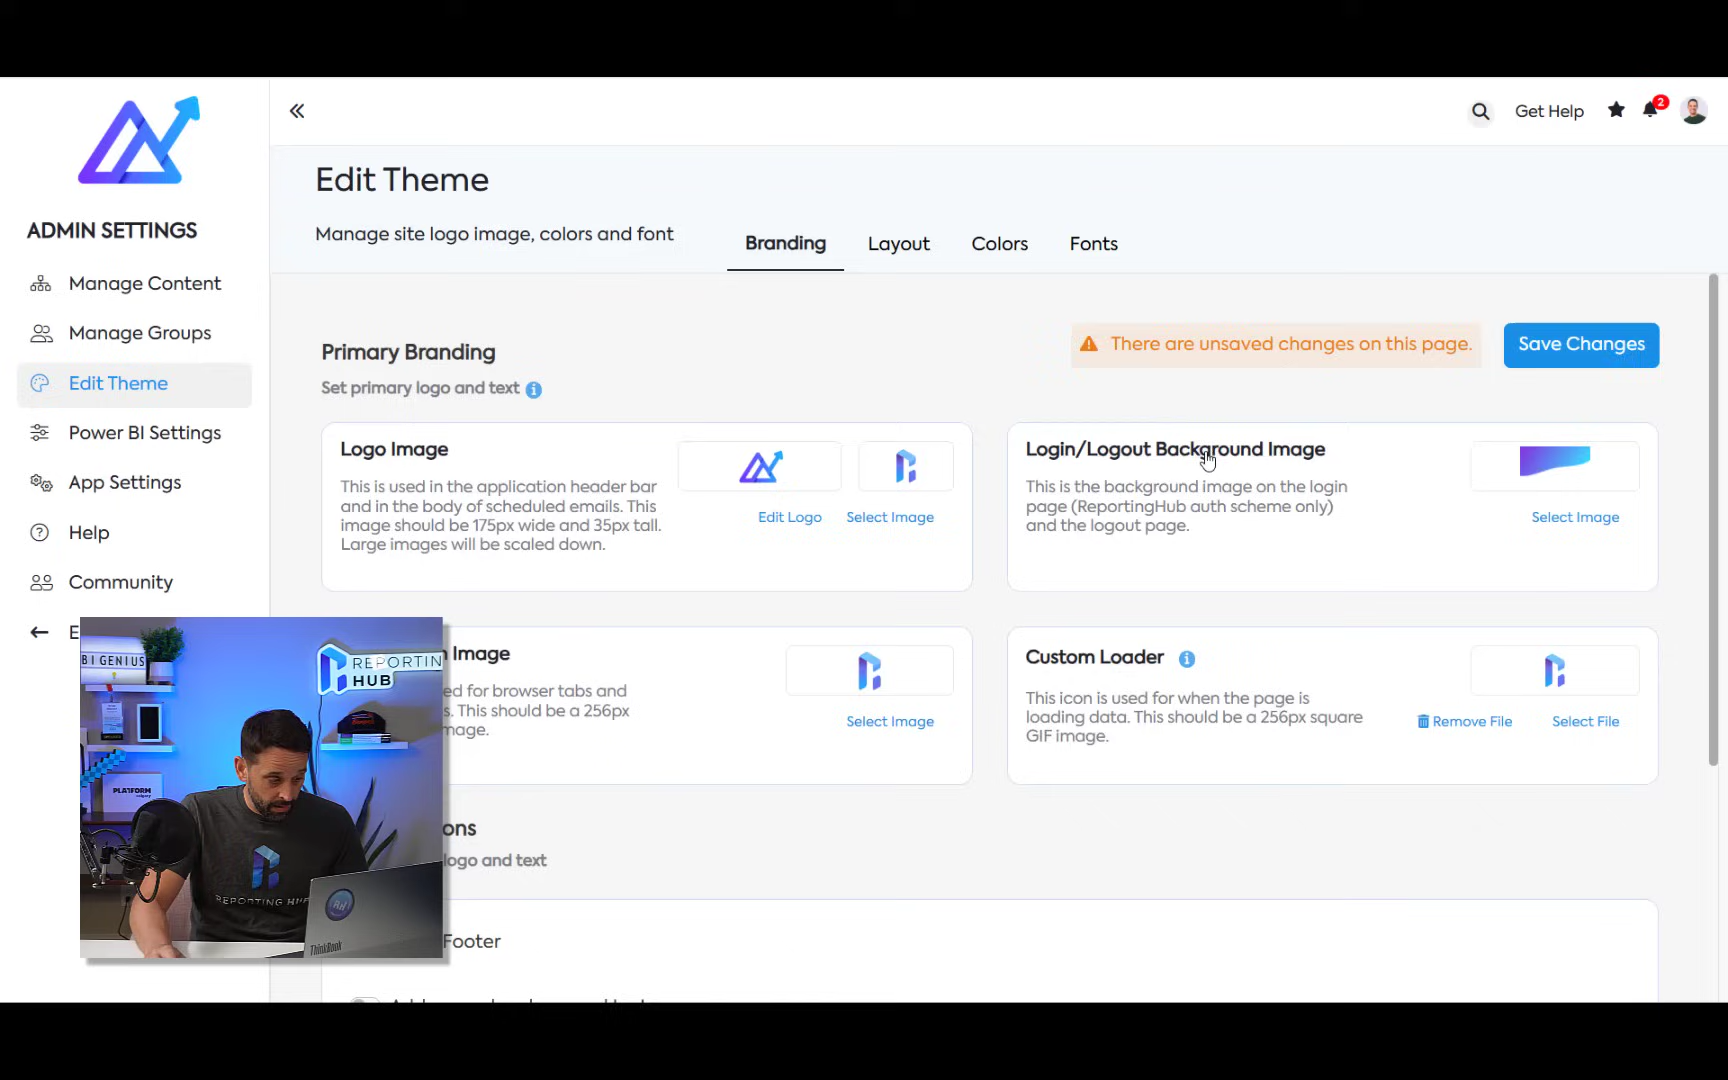 Get Help
2
ADMIN SETTINGS
Manage Content
Manage Groups
Edit Theme
Power BI Settings
App Settings
Help
Community
E
Edit Theme
Manage site logo image, colors and font
Branding
Layout
Colors
Fonts
Primary Branding
Set primary logo and text
There are unsaved changes on this page.
Save Changes
Logo Image
This is used in the application header bar
and in the body of scheduled emails. This
image should be 175px wide and 35px tall.
Large images will be scaled down.
Edit Logo
Select Image
Login/Logout Background Image
This is the background image on the login
page (ReportingHub auth scheme only)
and the logout page.
Select Image
n Image
ed for browser tabs and
s. This should be a 256px
mage.
Select Image
Custom Loader
This icon is used for when the page is
loading data. This should be a 256px square
GIF image.
Remove File
Select File
ons
logo and text
Footer
BI GENIUS
REPORTIN
HUB
PLATFORM
REPORTING HU
ThinkBook